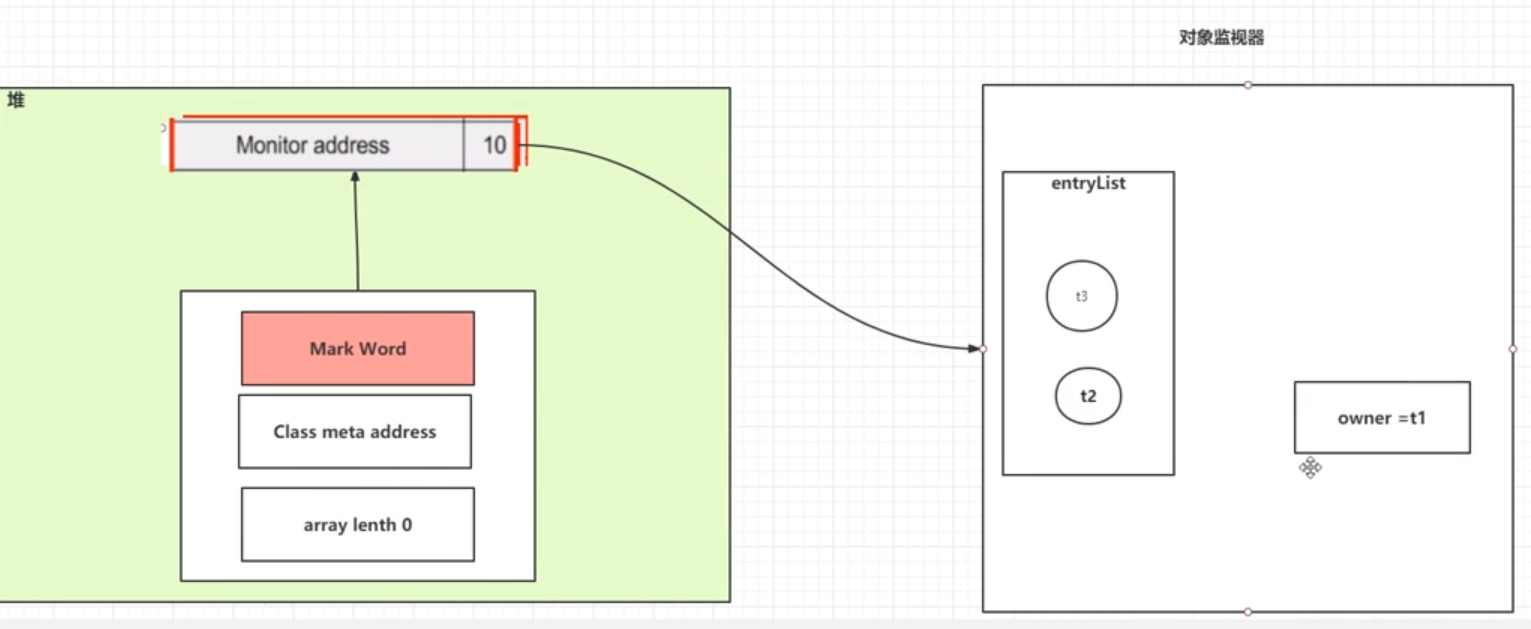 对象监视器
堆
Monitor address 10
entryList
t3
Mark Word
t2
Class meta address
owner =t1
array lenth 0